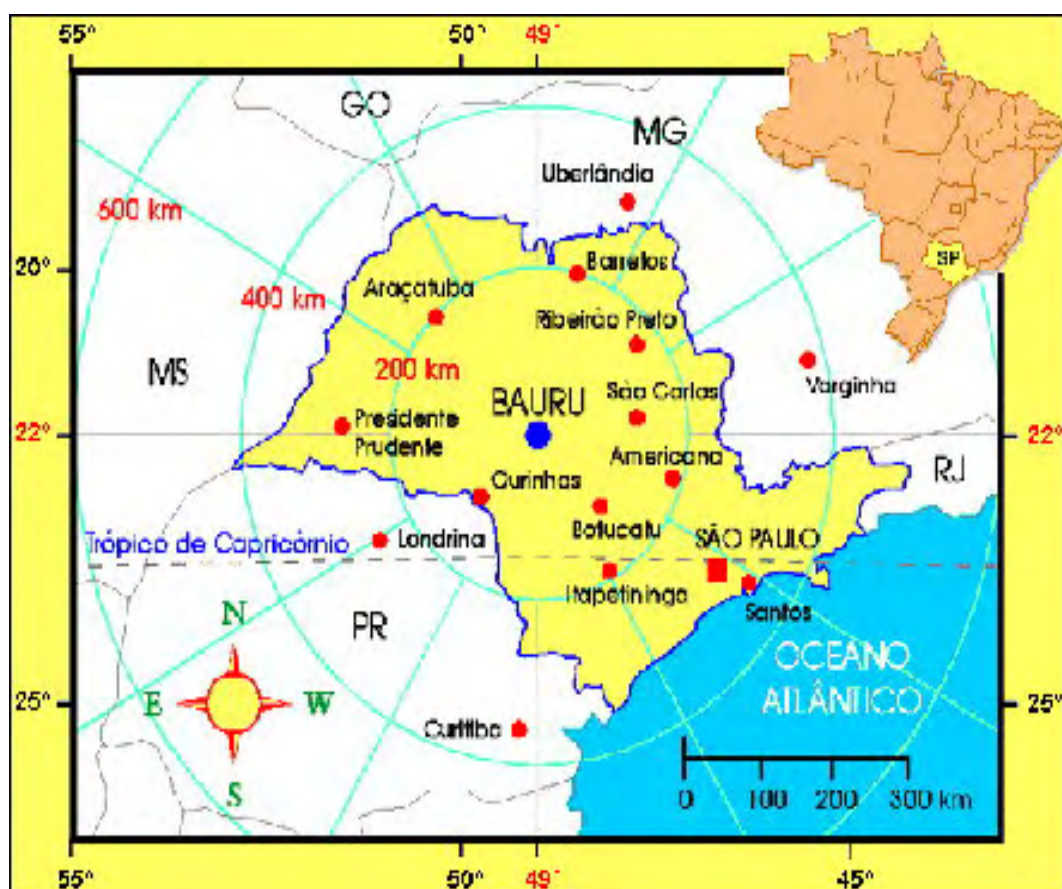 55°
50°
49°
GO
MG
Uberlândia
600 km
20°
Barretos
SP
Araçatuba
400 km
Ribeirão Preto
200 km
MS
São Carlos
Varginha
BAURU
Presidente
Prudente
22°
22°
Americana
RJ
Ourinhos
Botucatu
SÃO PAULO
Londrina
Trópico de Capricórnio
Itapetininga
Santos
N
PR
OCEANO
ATLÂNTICO
E
W
25°
25°
Curitiba
S
0
100
200
300 km
55°
50°
49°
45°